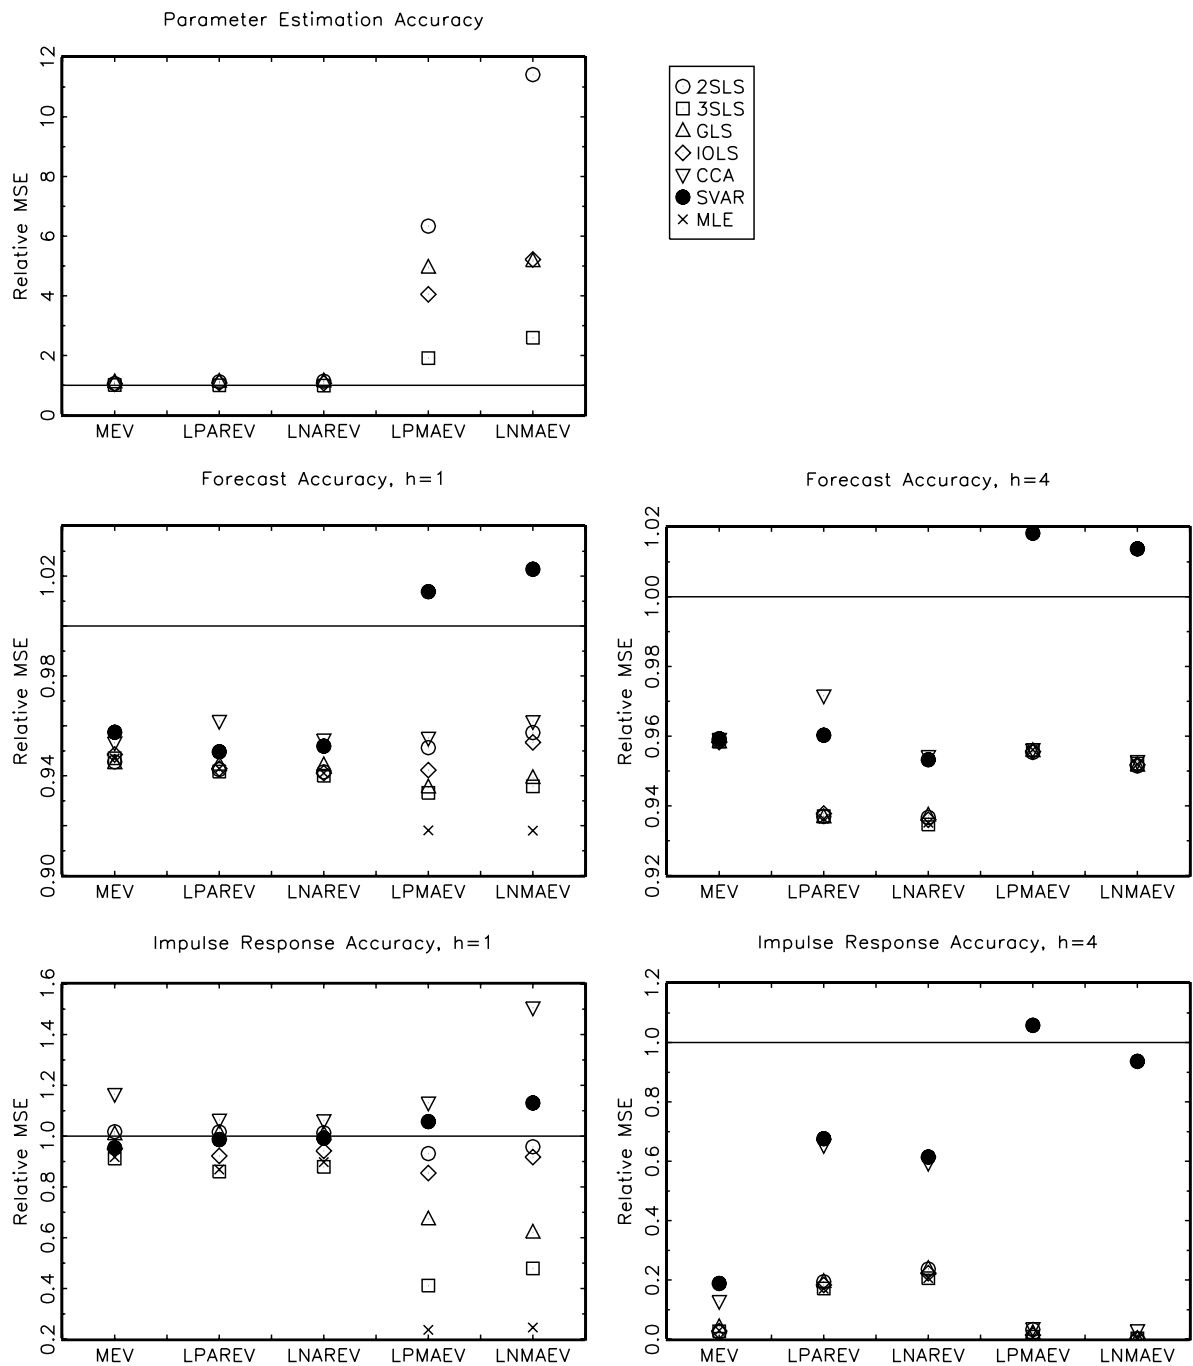 Parameter Estimation Accuracy
Relative MSE
0 2 4 6 8 10 12
MEV LPAREV LNAREV LPMAEV LNMAEV
2SLS
3SLS
GLS
IOLS
CCA
SVAR
MLE
Forecast Accuracy, h=1
Relative MSE
0.90 0.94 0.98 1.02
MEV LPAREV LNAREV LPMAEV LNMAEV
Forecast Accuracy, h=4
Relative MSE
0.92 0.94 0.96 0.98 1.00 1.02
MEV LPAREV LNAREV LPMAEV LNMAEV
Impulse Response Accuracy, h=1
Relative MSE
0.2 0.4 0.6 0.8 1.0 1.2 1.4 1.6
MEV LPAREV LNAREV LPMAEV LNMAEV
Impulse Response Accuracy, h=4
Relative MSE
0.0 0.2 0.4 0.6 0.8 1.0 1.2
MEV LPAREV LNAREV LPMAEV LNMAEV